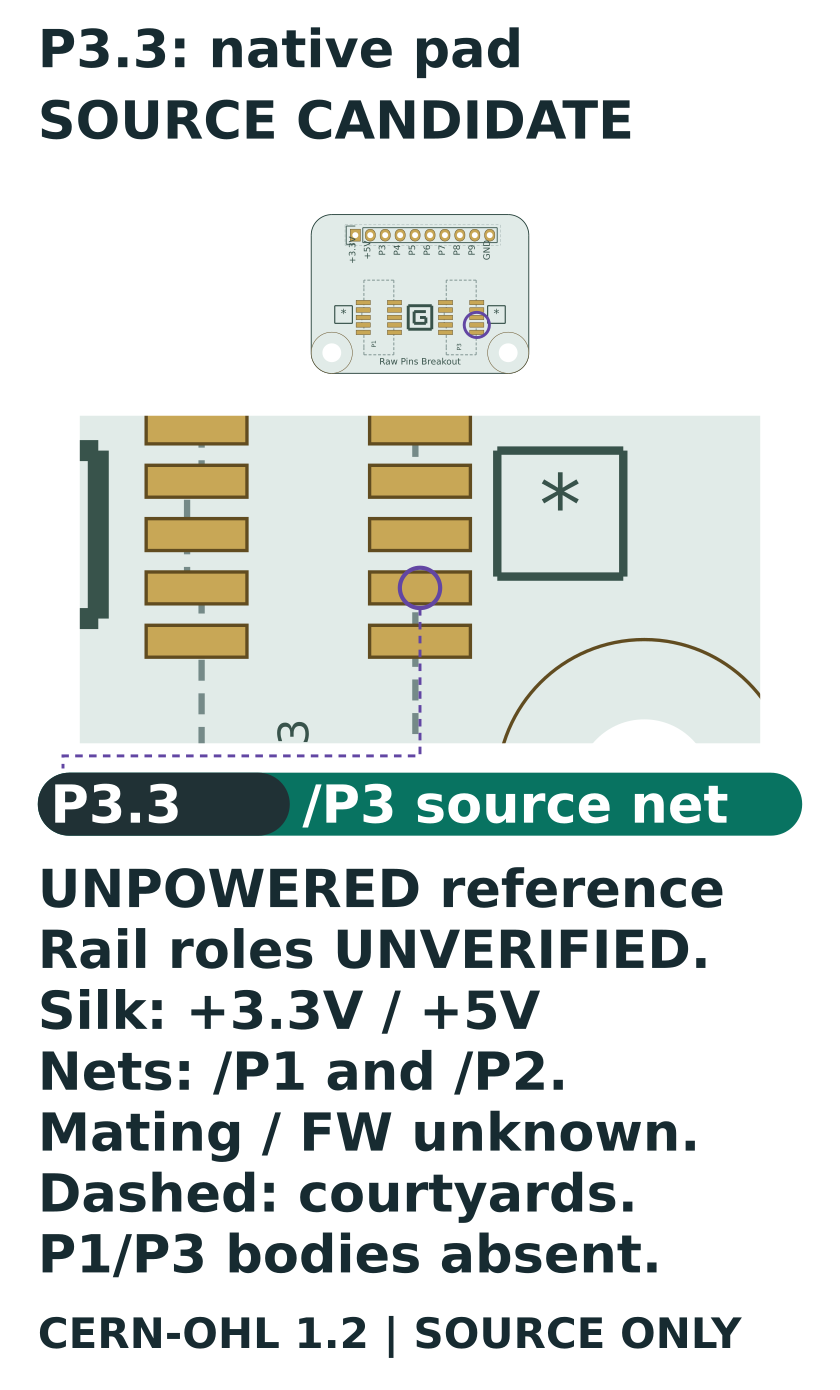 P3.3: native pad
SOURCE CANDIDATE
+3.3V +5V P3 P4 P5 P6 P7 P8 P9 GND
* G *
P1 P3
Raw Pins Breakout
*
3
P3.3 /P3 source net
UNPOWERED reference
Rail roles UNVERIFIED.
Silk: +3.3V / +5V
Nets: /P1 and /P2.
Mating / FW unknown.
Dashed: courtyards.
P1/P3 bodies absent.
CERN-OHL 1.2 | SOURCE ONLY